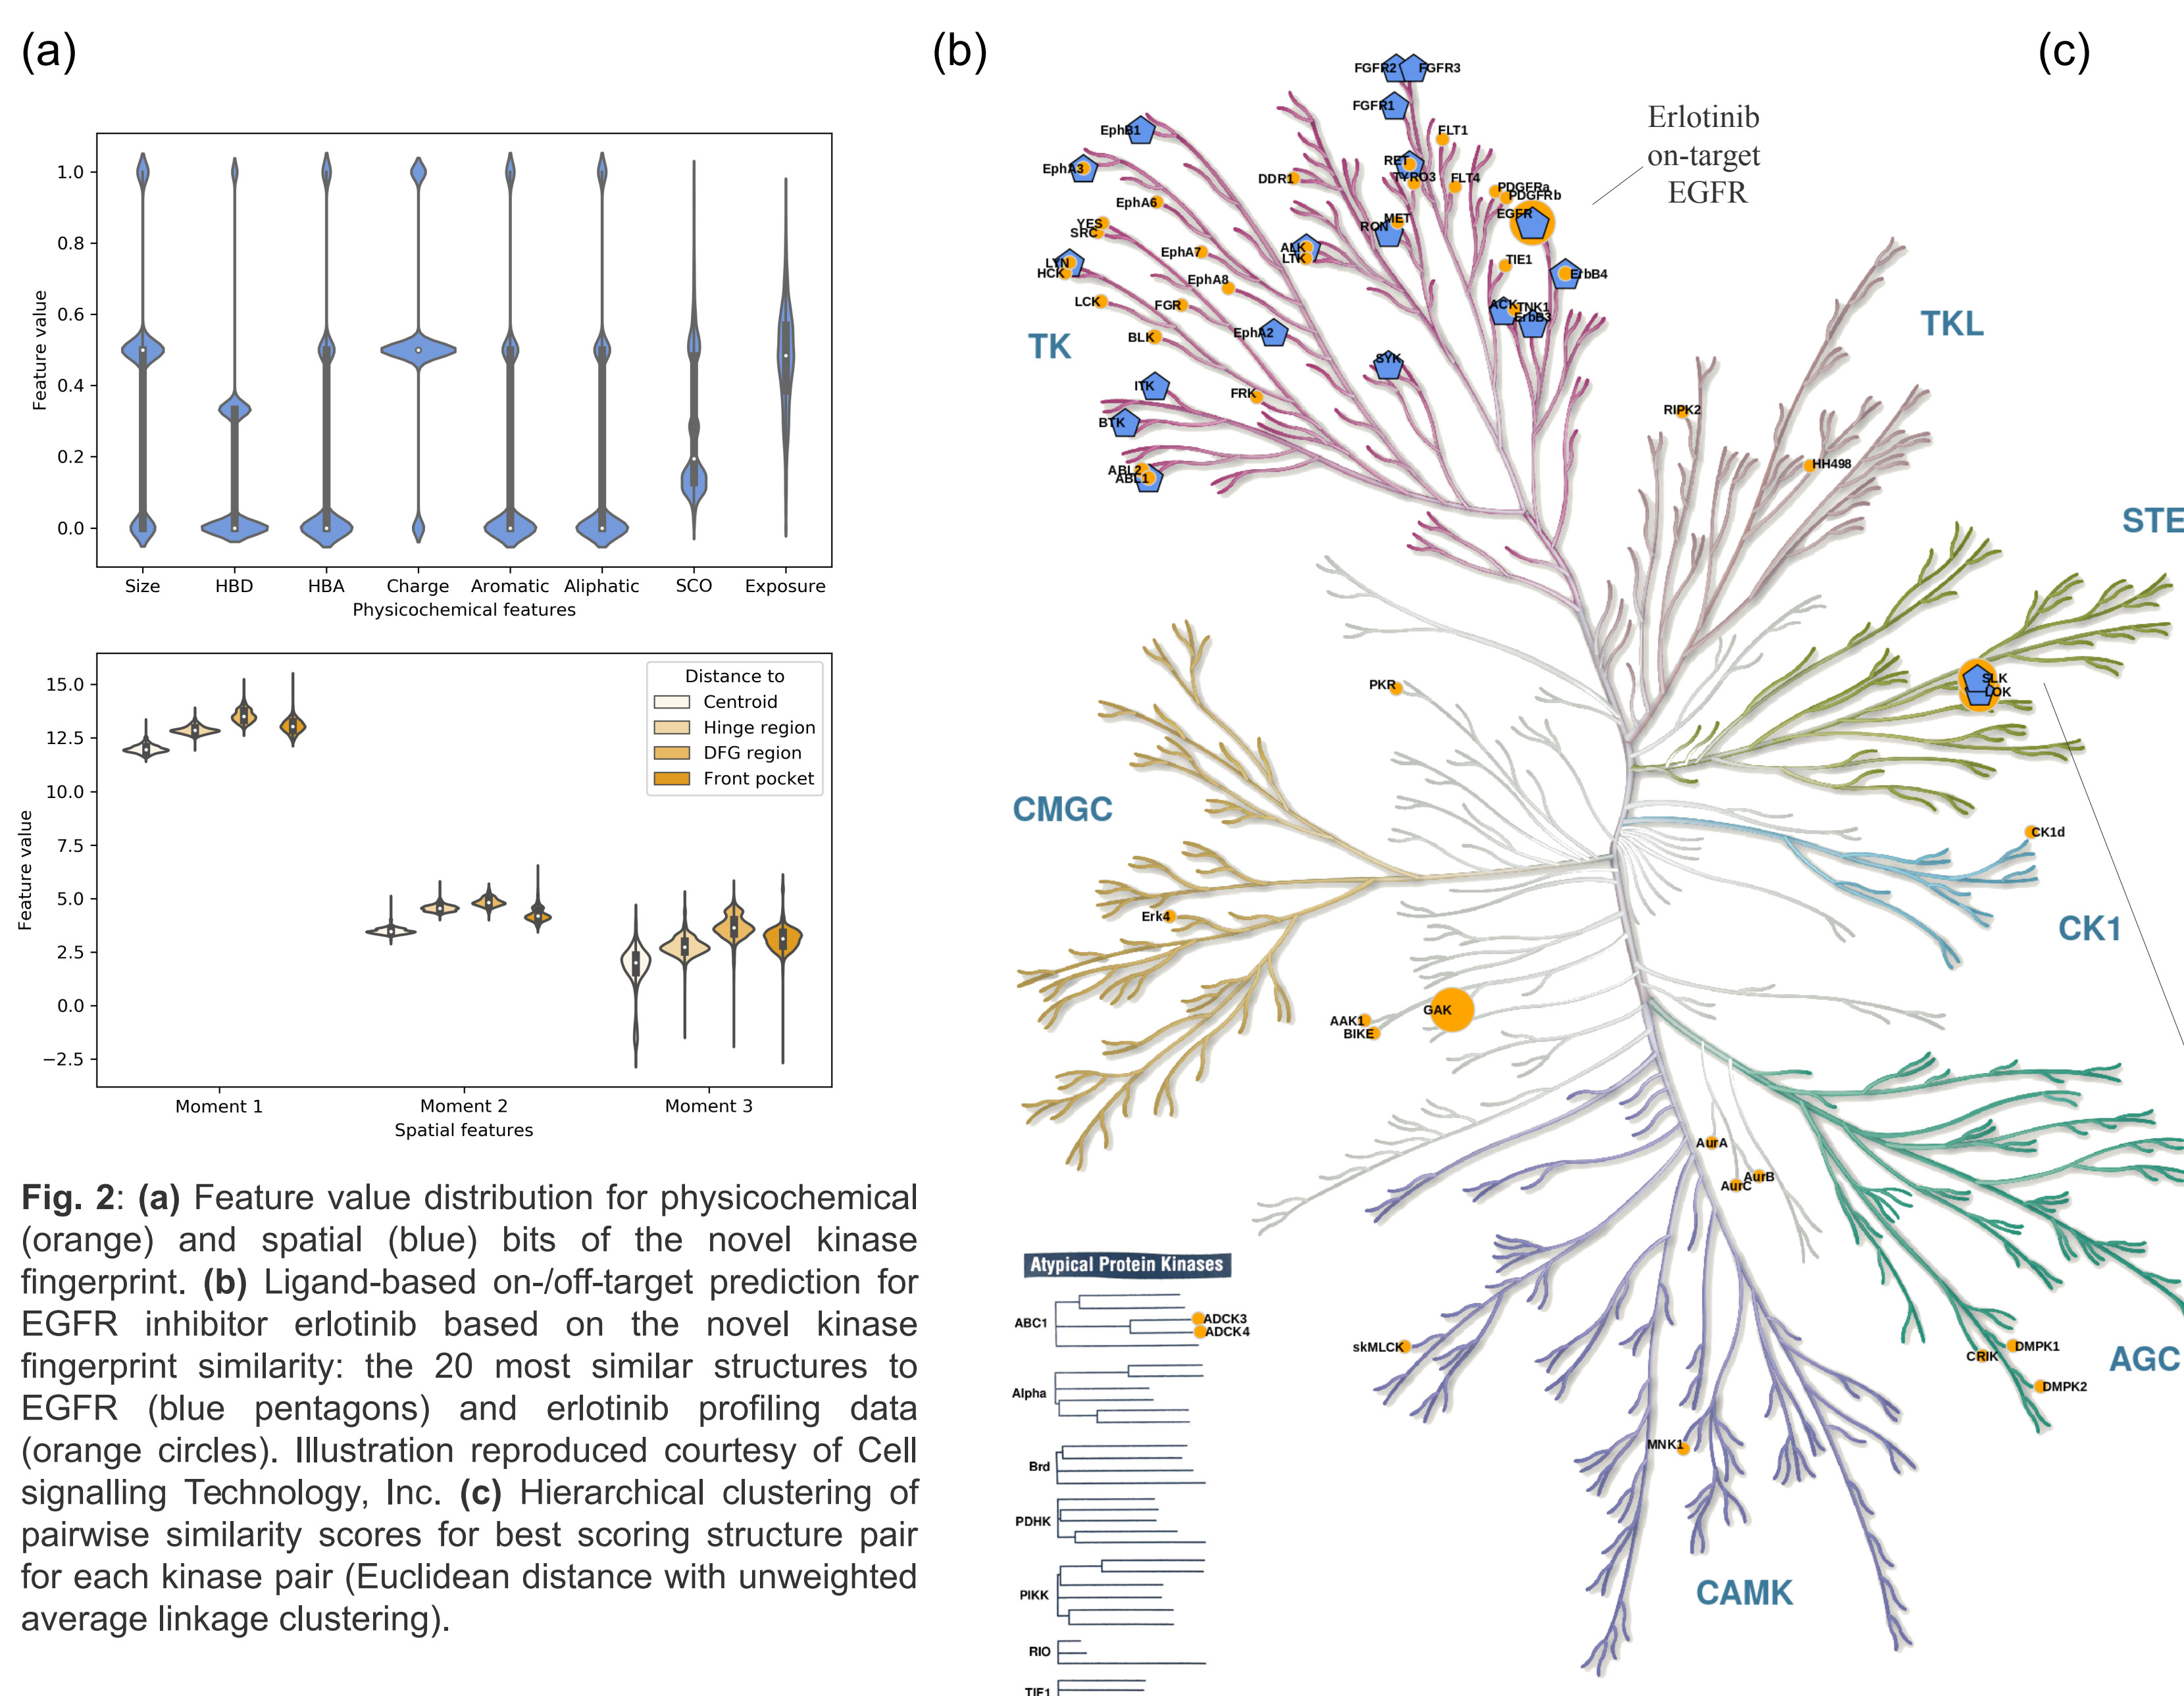 (a)
1.0
0.8
0.6
0.4
0.2
0.0
Feature value
Size HBD HBA Charge Aromatic Aliphatic SCO Exposure
Physicochemical features
15.0
12.5
10.0
7.5
5.0
2.5
0.0
−2.5
Feature value
Distance to
Centroid
Hinge region
DFG region
Front pocket
Moment 1 Moment 2 Moment 3
Spatial features
Fig. 2: (a) Feature value distribution for physicochemical
(orange) and spatial (blue) bits of the novel kinase
fingerprint. (b) Ligand-based on-/off-target prediction for
EGFR inhibitor erlotinib based on the novel kinase
fingerprint similarity: the 20 most similar structures to
EGFR (blue pentagons) and erlotinib profiling data
(orange circles). Illustration reproduced courtesy of Cell
signalling Technology, Inc. (c) Hierarchical clustering of
pairwise similarity scores for best scoring structure pair
for each kinase pair (Euclidean distance with unweighted
average linkage clustering).
(b)
FGFR2 FGFR3
FGFR1
Erlotinib
on-target
EGFR
EphB1
FLT1
EphA3
RET
DDR1
TYRO3
FLT4
PDGFRa
PDGFRb
EphA6
EGFR
YES
SRC
MET
RON
EphA7
ALK
LTK
TIE1
LYN
HCK
ErbB4
EphA8
LCK
FGR
ACK
TNK1
ErbB3
EphA2
BLK
TK
TKL
SYK
ITK
FRK
BTK
RIPK2
HH498
ABL2
ABL1
STE
PKR
SLK
LOK
CMGC
CK1d
Erk4
CK1
GAK
AAK1
BIKE
AurA
AurB
AurC
Atypical Protein Kinases
ABC1
ADCK3
ADCK4
Alpha
Brd
PDHK
PIKK
RIO
TIF1
skMLCK
CRIK
DMPK1
DMPK2
AGC
MNK1
CAMK
(c)